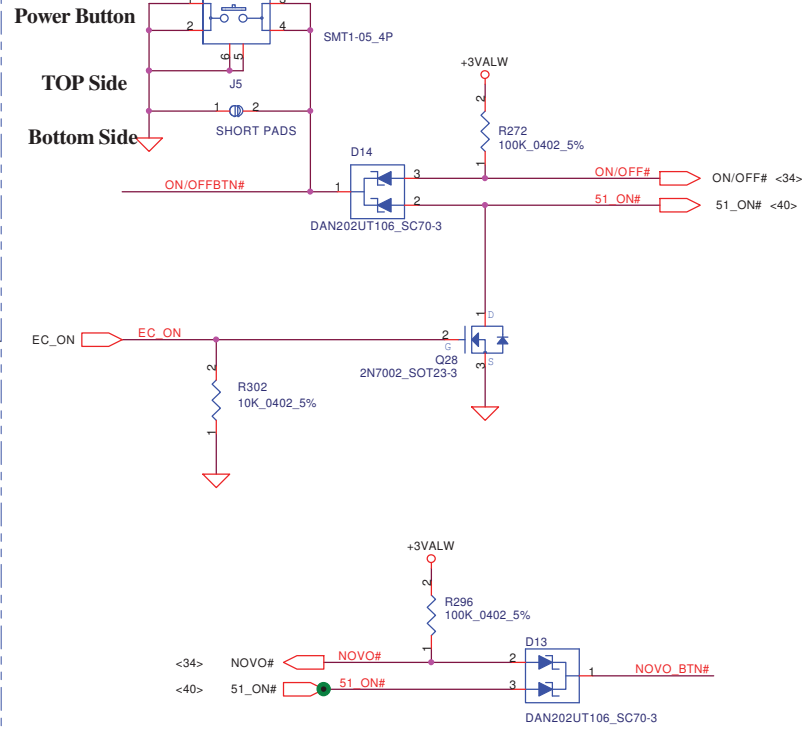 Power Button
2
4
SMT1-05_4P
6
5
J5
TOP Side
1
2
SHORT PADS
Bottom Side
+3VALW
2
R272
100K_0402_5%
1
D14
ON/OFFBTN#
1
3
ON/OFF#
ON/OFF# <34>
2
51_ON#
51_ON# <40>
DAN202UT106_SC70-3
EC_ON
EC_ON
1
D
2
G
Q28
2N7002_SOT23-3
3
S
2
R302
10K_0402_5%
1
+3VALW
2
R296
100K_0402_5%
1
D13
<34> NOVO#
NOVO#
2
1
NOVO_BTN#
<40> 51_ON#
51_ON#
3
DAN202UT106_SC70-3